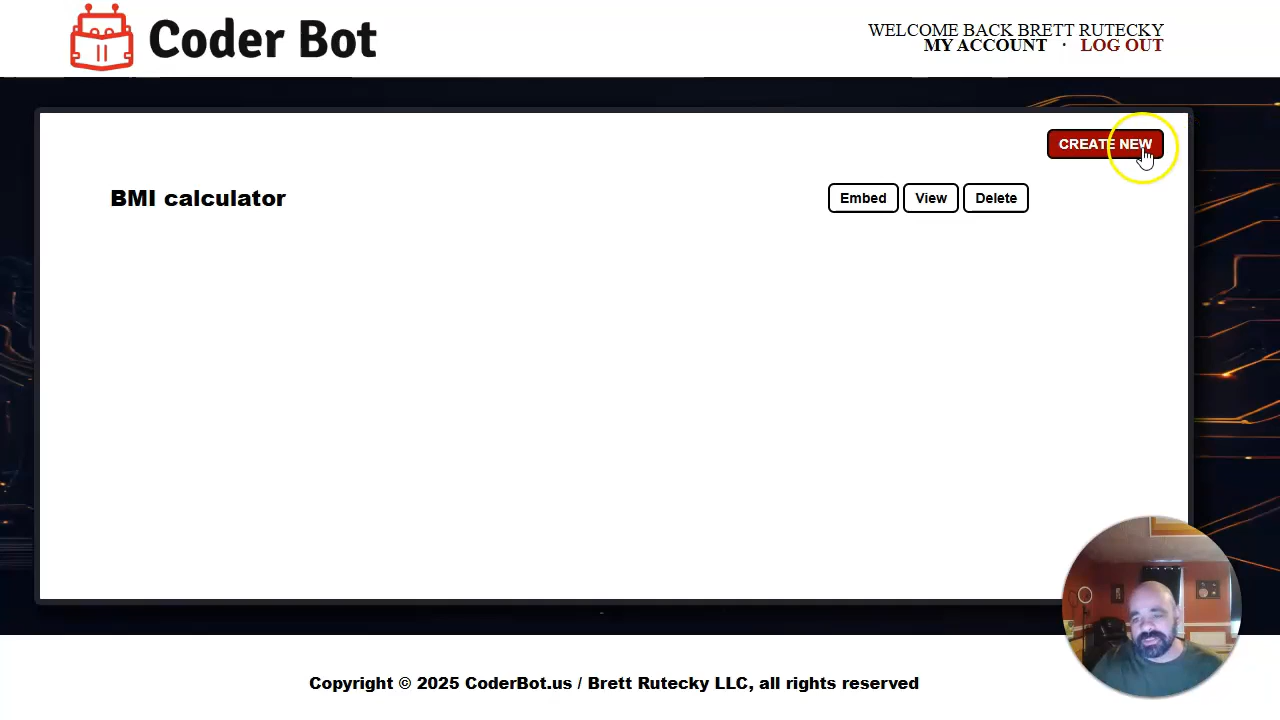 Coder Bot
WELCOME BACK BRETT RUTECKY
MY ACCOUNT · LOG OUT
CREATE NEW
BMI calculator
Embed
View
Delete
Copyright © 2025 CoderBot.us / Brett Rutecky LLC, all rights reserved